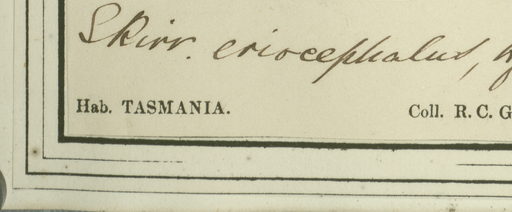 Skirr. eriocephalus,
Hab. TASMANIA.
Coll. R. C. G